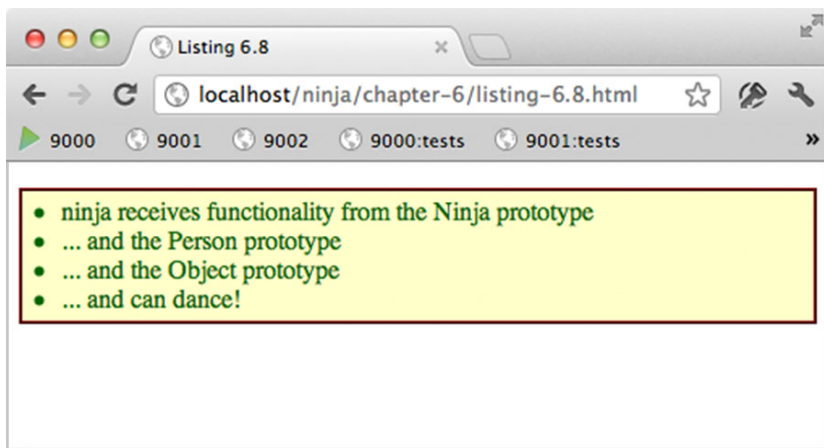 Listing 6.8
localhost/ninja/chapter-6/listing-6.8.html
9000 9001 9002 9000:tests 9001:tests »
• ninja receives functionality from the Ninja prototype
• ... and the Person prototype
• ... and the Object prototype
• ... and can dance!